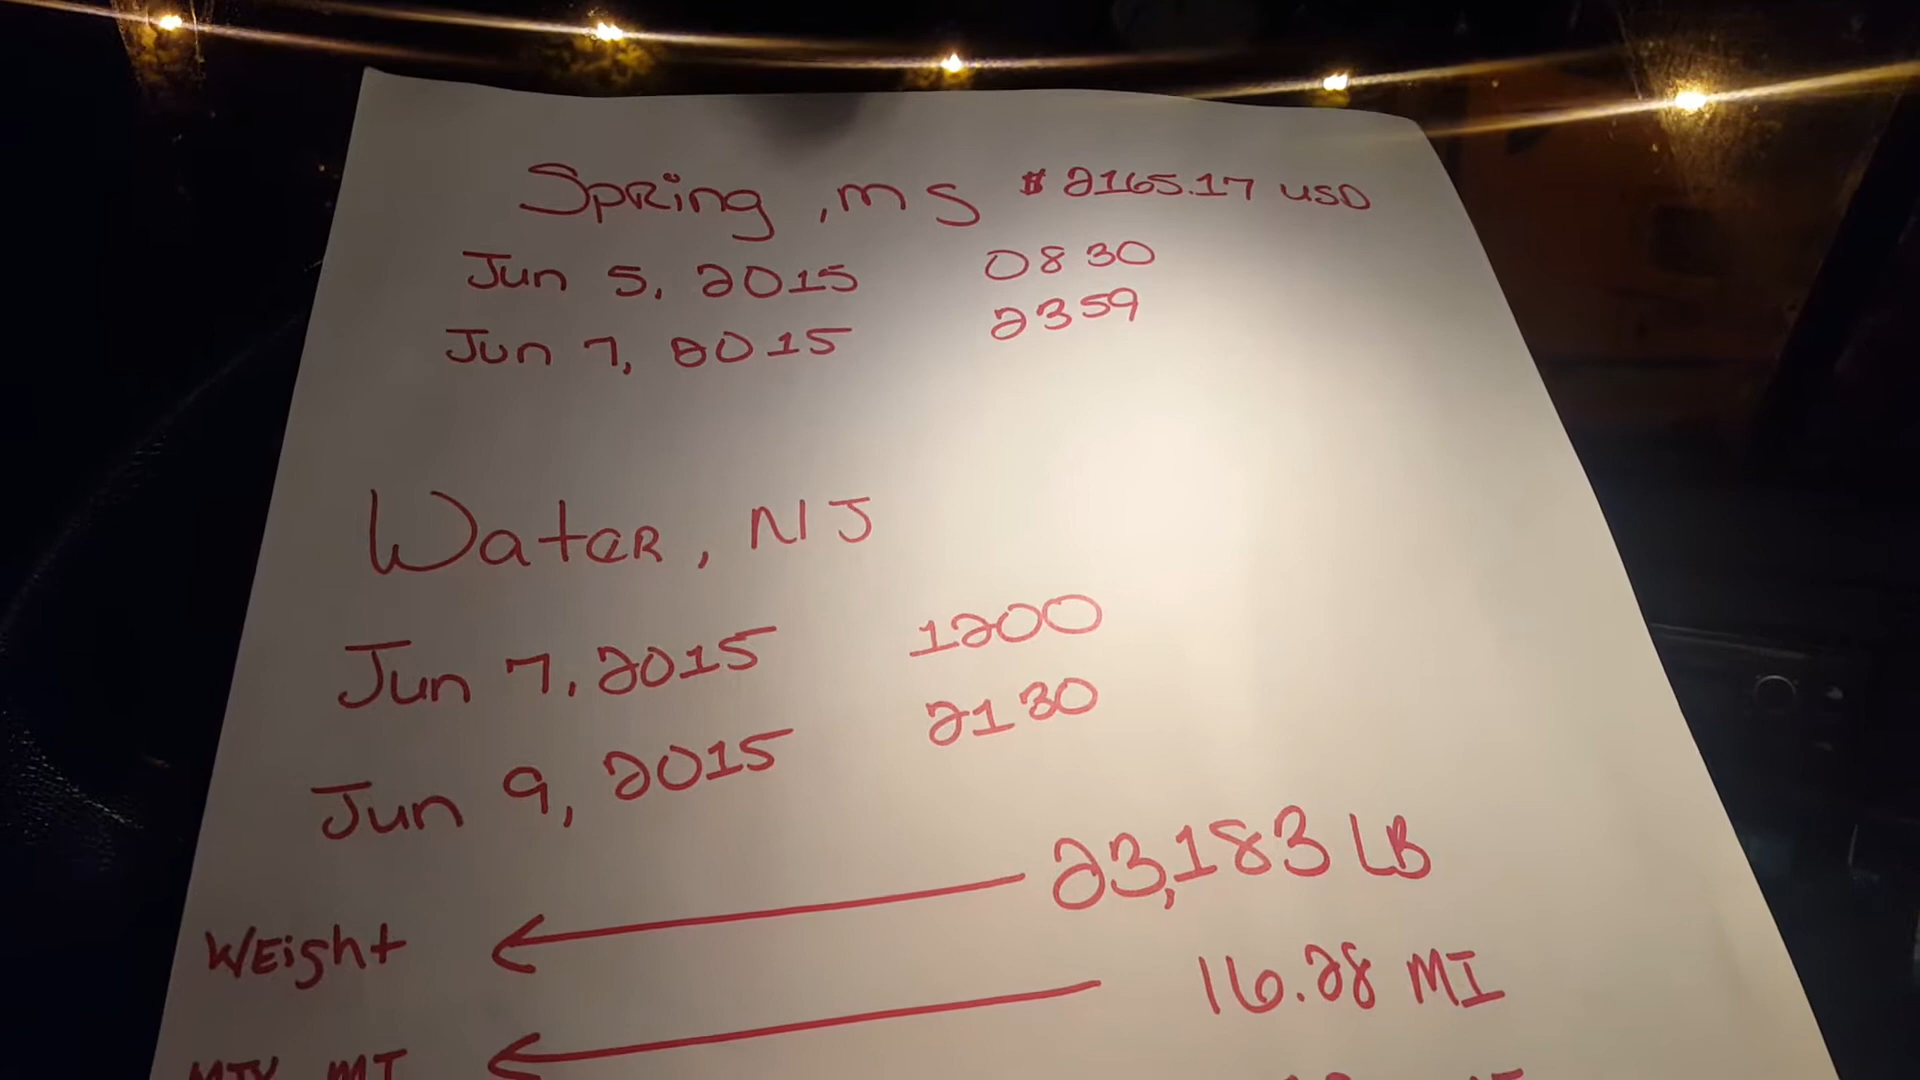 Spring, MS $2165.17 USD
Jun 5, 2015 0830
Jun 7, 2015 2359
Water, NJ
Jun 7, 2015 1200
Jun 9, 2015 2130
Weight 23,183 LB
16.28 MI